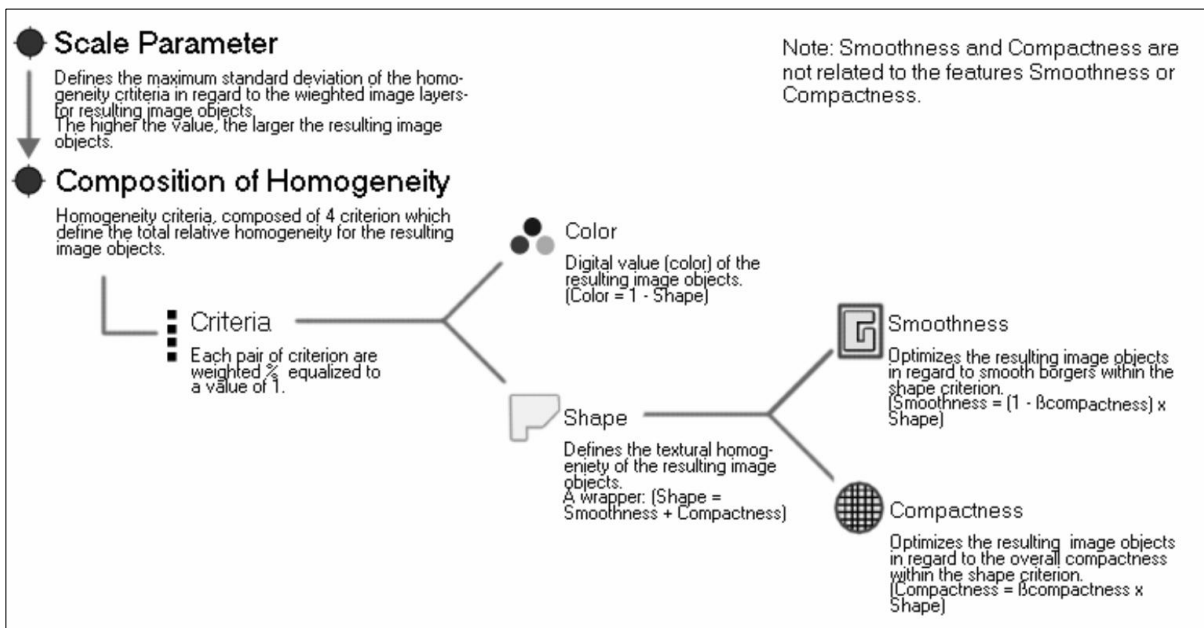 Scale Parameter
Defines the maximum standard deviation of the homo-
geneity crtiteria in regard to the wieghted image layers-
for resulting image objects.
The higher the value, the larger the resulting image
objects.
Note: Smoothness and Compactness are
not related to the features Smoothness or
Compactness.
Composition of Homogeneity
Homogeneity criteria, composed of 4 criterion which
define the total relative homogeneity for the resulting
image objects.
Criteria
Each pair of criterion are
weighted % equalized to
a value of 1.
Color
Digital value (color) of the
resulting image objects.
(Color = 1 - Shape)
Shape
Defines the textural homog-
eniety of the resulting image
objects.
A wrapper: (Shape =
Smoothness + Compactness)
Smoothness
Optimizes the resulting image objects
in regard to smooth borgers within the
shape criterion.
(Smoothness = (1 - ßcompactness) x
Shape)
Compactness
Optimizes the resulting image objects
in regard to the overall compactness
within the shape criterion.
(Compactness = ßcompactness x
Shape)